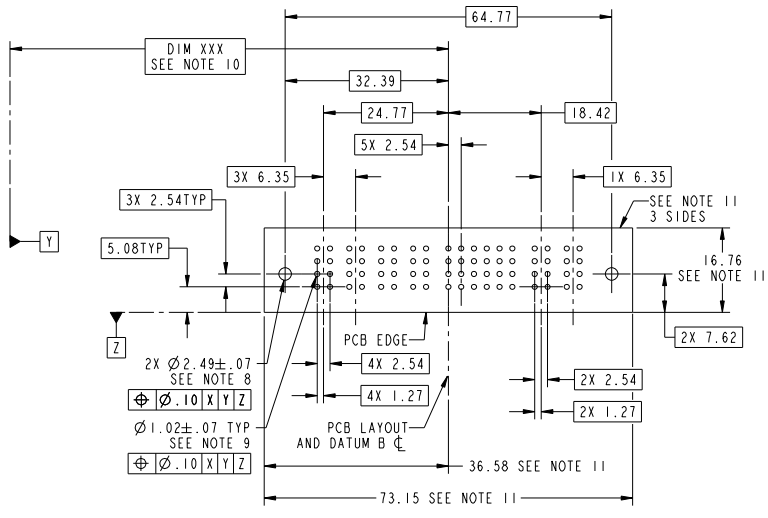 64.77
DIM XXX
SEE NOTE 10
32.39
24.77
18.42
5X 2.54
3X 6.35
1X 6.35
3X 2.54TYP
SEE NOTE 11
3 SIDES
Y
5.08TYP
16.76
SEE NOTE 11
Z
PCB EDGE
2X 7.62
2X Ø2.49±.07
SEE NOTE 8
4X 2.54
2X 2.54
⌖ Ø.10 X Y Z
4X 1.27
2X 1.27
Ø1.02±.07 TYP
SEE NOTE 9
PCB LAYOUT
AND DATUM B ℄
⌖ Ø.10 X Y Z
36.58 SEE NOTE 11
73.15 SEE NOTE 11